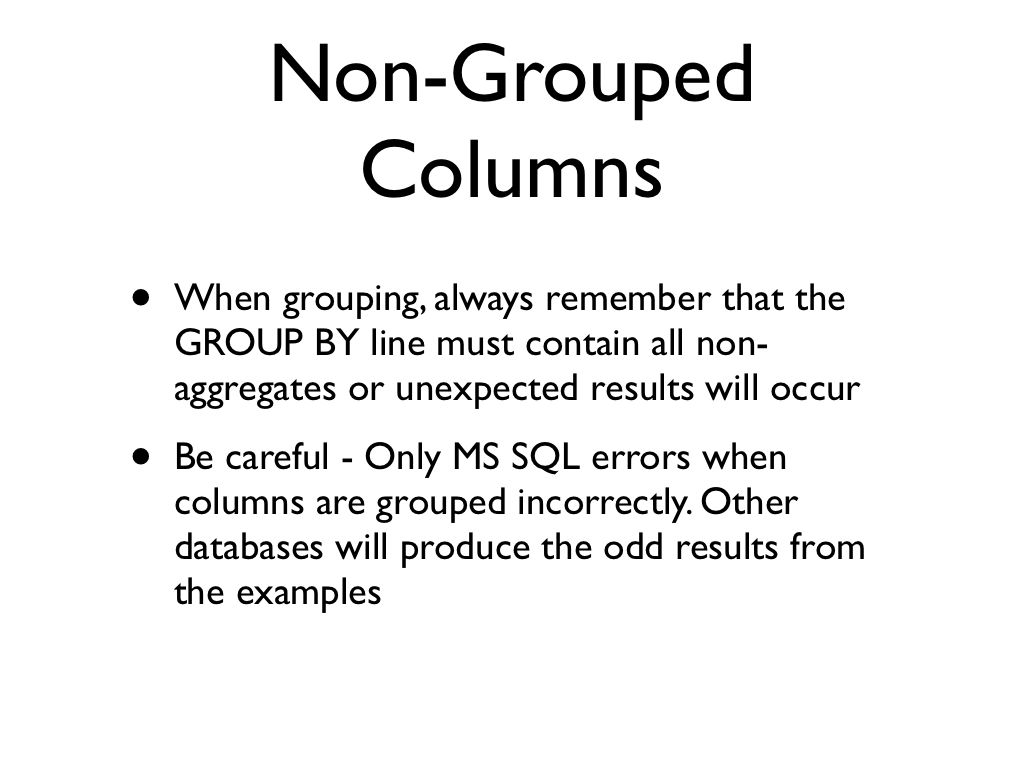 Non-Grouped
Columns
• When grouping, always remember that the
GROUP BY line must contain all non-
aggregates or unexpected results will occur
• Be careful - Only MS SQL errors when
columns are grouped incorrectly. Other
databases will produce the odd results from
the examples